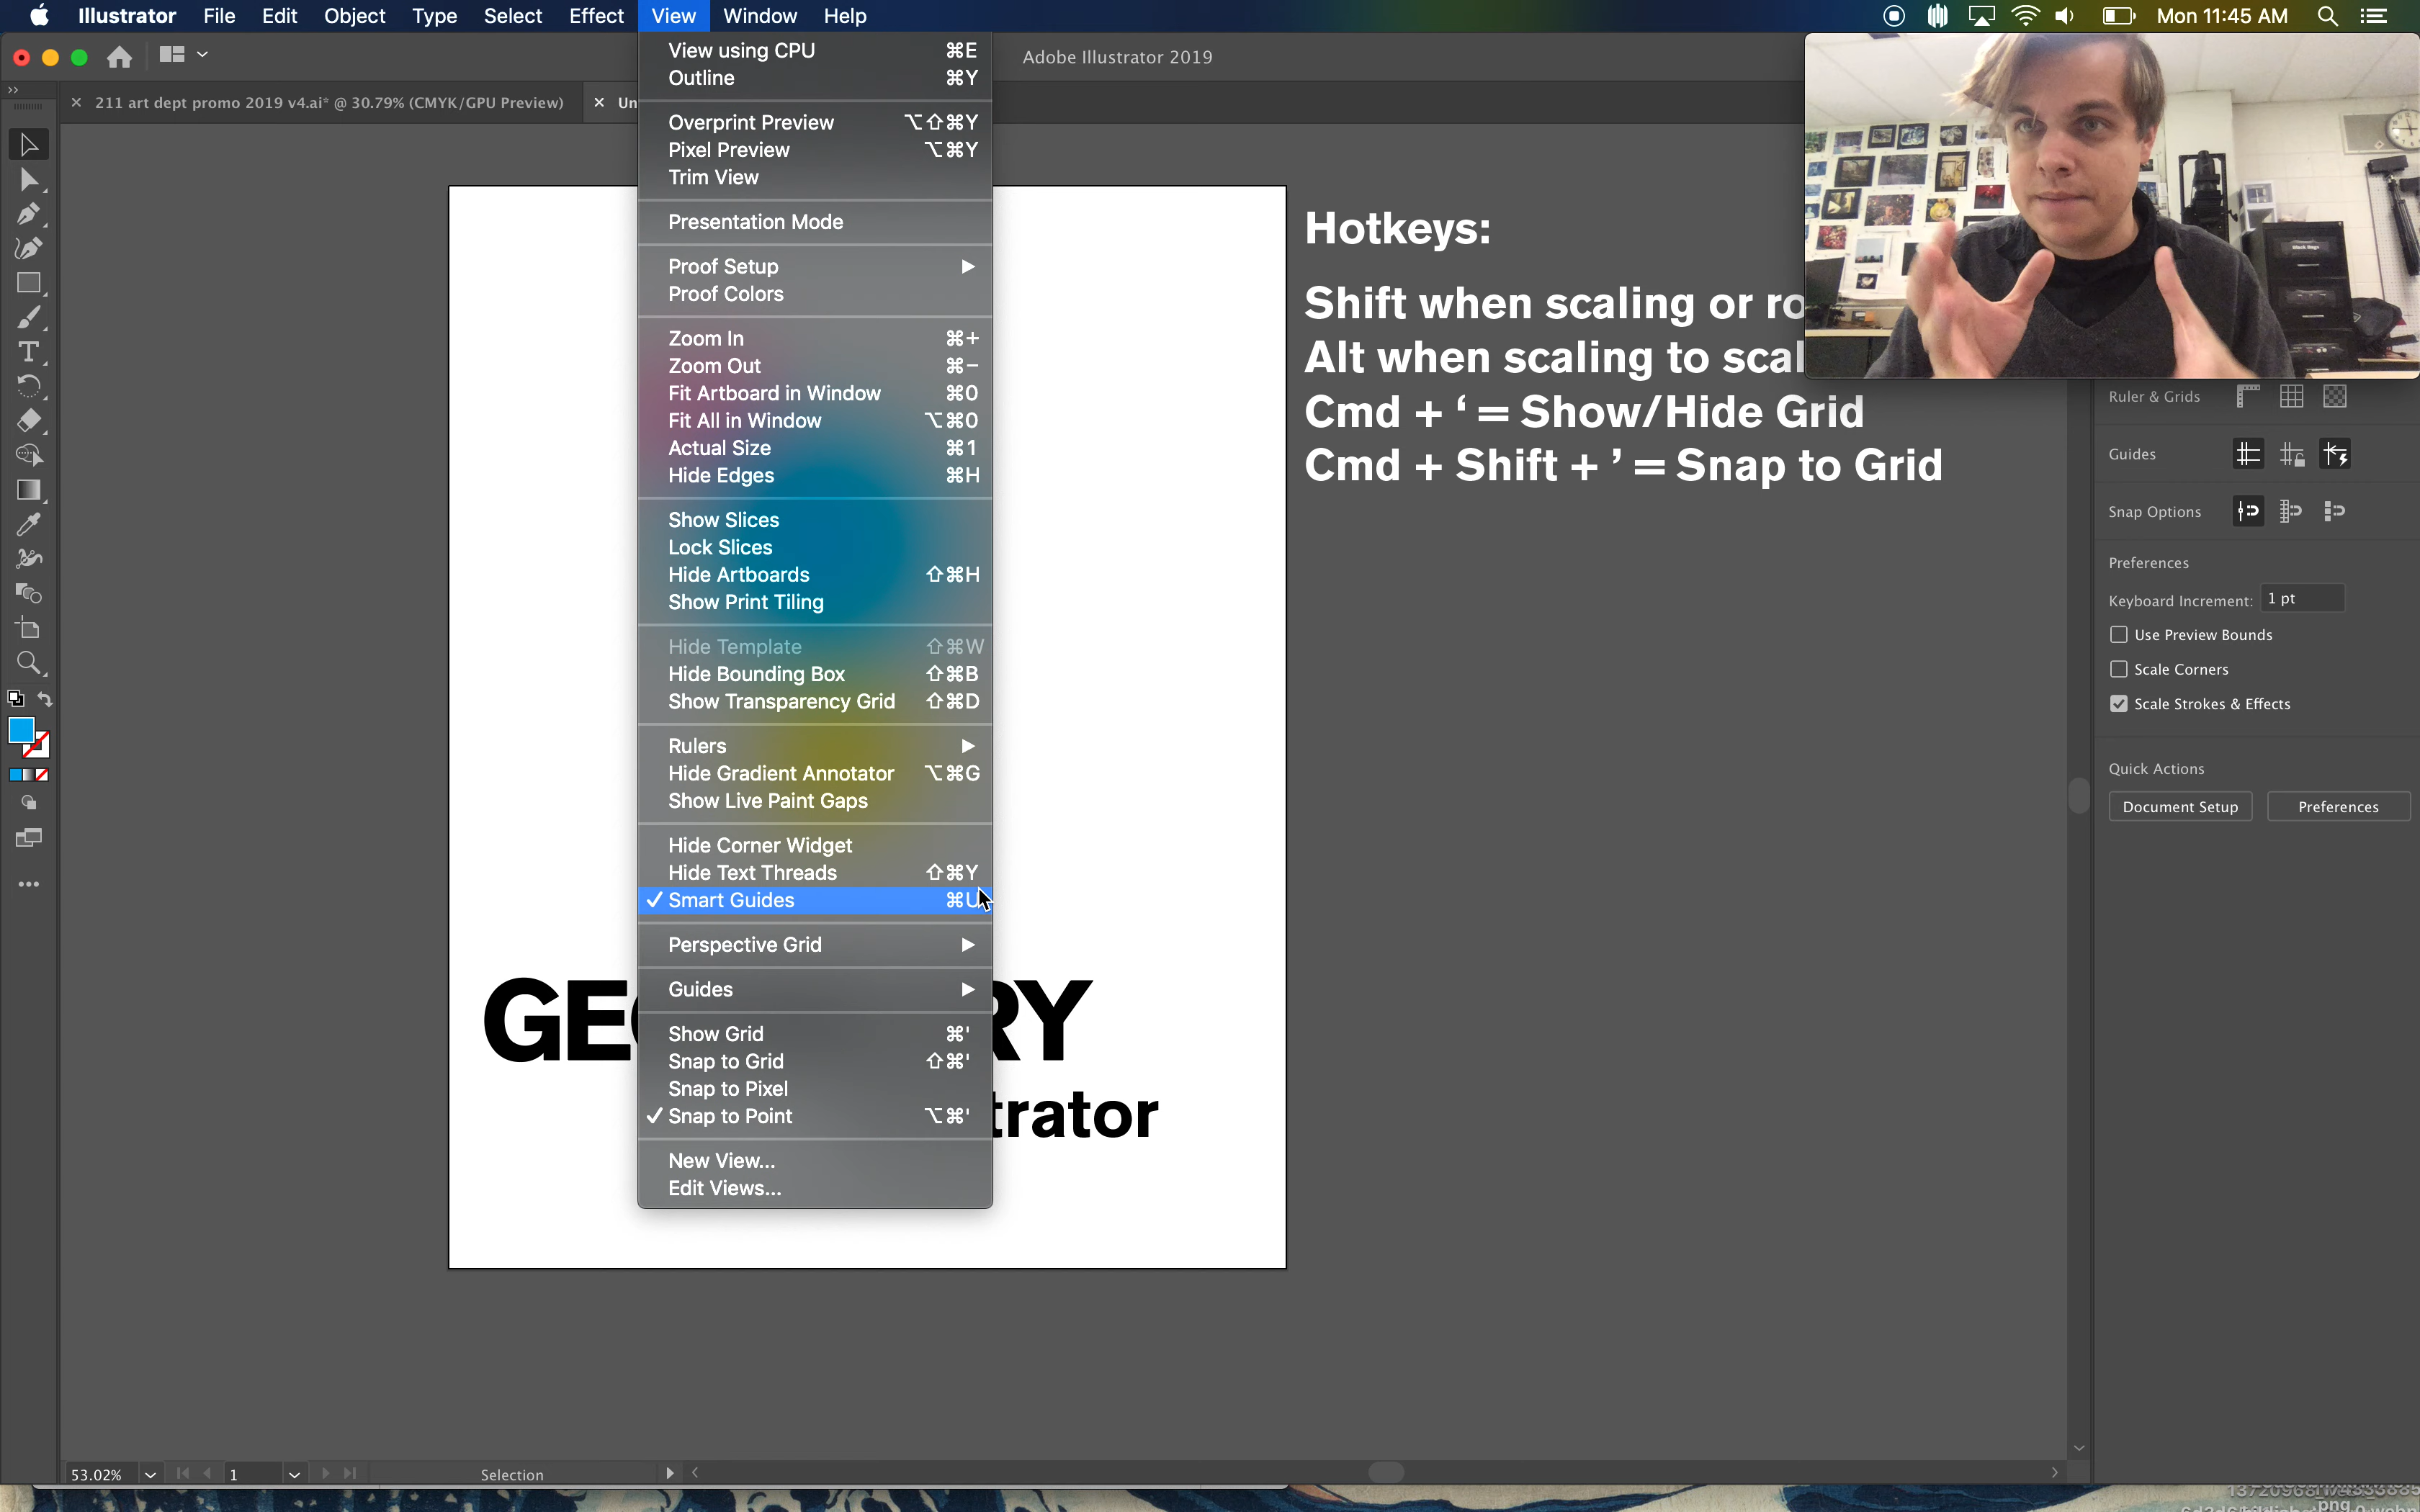 Illustrator File Edit Object Type Select Effect View Window Help
Mon 11:45 AM
Adobe Illustrator 2019
211 art dept promo 2019 v4.ai* @ 30.79% (CMYK/GPU Preview)
Un
View using CPU ⌘E
Outline ⌘Y
Overprint Preview ⌥⇧⌘Y
Pixel Preview ⌥⌘Y
Trim View
Presentation Mode
Proof Setup ▶
Proof Colors
Zoom In ⌘+
Zoom Out ⌘−
Fit Artboard in Window ⌘0
Fit All in Window ⌥⌘0
Actual Size ⌘1
Hide Edges ⌘H
Show Slices
Lock Slices
Hide Artboards ⇧⌘H
Show Print Tiling
Hide Template ⇧⌘W
Hide Bounding Box ⇧⌘B
Show Transparency Grid ⇧⌘D
Rulers ▶
Hide Gradient Annotator ⌥⌘G
Show Live Paint Gaps
Hide Corner Widget
Hide Text Threads ⇧⌘Y
✓ Smart Guides ⌘U
Perspective Grid ▶
Guides ▶
Show Grid ⌘'
Snap to Grid ⇧⌘'
Snap to Pixel
✓ Snap to Point ⌥⌘'
New View...
Edit Views...
Hotkeys:
Shift when scaling or ro
Alt when scaling to scal
Cmd + ‘ = Show/Hide Grid
Cmd + Shift + ’ = Snap to Grid
GE
RY
trator
Ruler & Grids
Guides
Snap Options
Preferences
Keyboard Increment: 1 pt
Use Preview Bounds
Scale Corners
Scale Strokes & Effects
Quick Actions
Document Setup
Preferences
53.02%
1
Selection